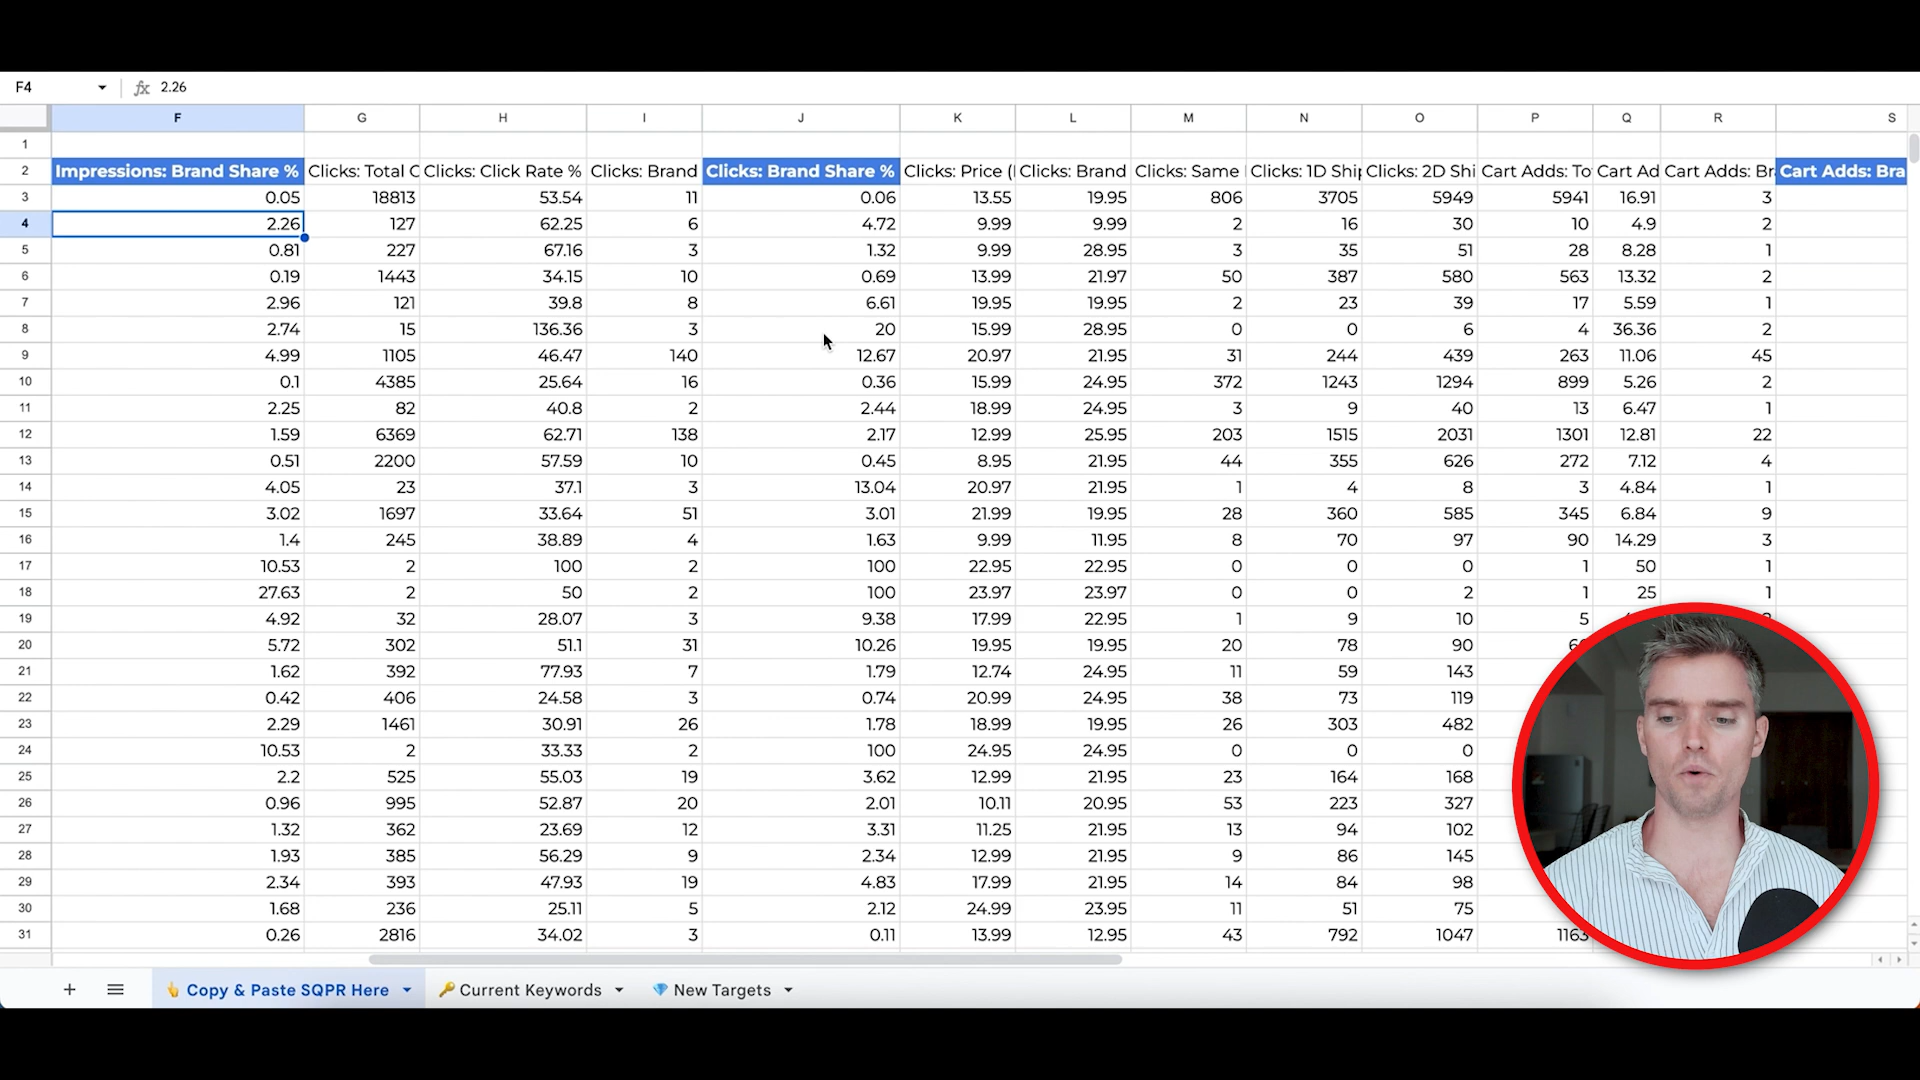 F4 fx 2.26
F G H I J K L M N O P Q R S
1
2 Impressions: Brand Share % Clicks: Total C Clicks: Click Rate % Clicks: Brand Clicks: Brand Share % Clicks: Price ( Clicks: Brand Clicks: Same Clicks: 1D Ship Clicks: 2D Shi Cart Adds: To Cart Ad Cart Adds: Br Cart Adds: Bra
3 0.05 18813 53.54 11 0.06 13.55 19.95 806 3705 5949 5941 16.91 3
4 2.26 127 62.25 6 4.72 9.99 9.99 2 16 30 10 4.9 2
5 0.81 227 67.16 3 1.32 9.99 28.95 3 35 51 28 8.28 1
6 0.19 1443 34.15 10 0.69 13.99 21.97 50 387 580 563 13.32 2
7 2.96 121 39.8 8 6.61 19.95 19.95 2 23 39 17 5.59 1
8 2.74 15 136.36 3 20 15.99 28.95 0 0 6 4 36.36 2
9 4.99 1105 46.47 140 12.67 20.97 21.95 31 244 439 263 11.06 45
10 0.1 4385 25.64 16 0.36 15.99 24.95 372 1243 1294 899 5.26 2
11 2.25 82 40.8 2 2.44 18.99 24.95 3 9 40 13 6.47 1
12 1.59 6369 62.71 138 2.17 12.99 25.95 203 1515 2031 1301 12.81 22
13 0.51 2200 57.59 10 0.45 8.95 21.95 44 355 626 272 7.12 4
14 4.05 23 37.1 3 13.04 20.97 21.95 1 4 8 3 4.84 1
15 3.02 1697 33.64 51 3.01 21.99 19.95 28 360 585 345 6.84 9
16 1.4 245 38.89 4 1.63 9.99 11.95 8 70 97 90 14.29 3
17 10.53 2 100 2 100 22.95 22.95 0 0 0 1 50 1
18 27.63 2 50 2 100 23.97 23.97 0 0 2 1 25 1
19 4.92 32 28.07 3 9.38 17.99 22.95 1 9 10 5
20 5.72 302 51.1 31 10.26 19.95 19.95 20 78 90
21 1.62 392 77.93 7 1.79 12.74 24.95 11 59 143
22 0.42 406 24.58 3 0.74 20.99 24.95 38 73 119
23 2.29 1461 30.91 26 1.78 18.99 19.95 26 303 482
24 10.53 2 33.33 2 100 24.95 24.95 0 0 0
25 2.2 525 55.03 19 3.62 12.99 21.95 23 164 168
26 0.96 995 52.87 20 2.01 10.11 20.95 53 223 327
27 1.32 362 23.69 12 3.31 11.25 21.95 13 94 102
28 1.93 385 56.29 9 2.34 12.99 21.95 9 86 145
29 2.34 393 47.93 19 4.83 17.99 21.95 14 84 98
30 1.68 236 25.11 5 2.12 24.99 23.95 11 51 75
31 0.26 2816 34.02 3 0.11 13.99 12.95 43 792 1047 1163
Copy & Paste SQPR Here Current Keywords New Targets